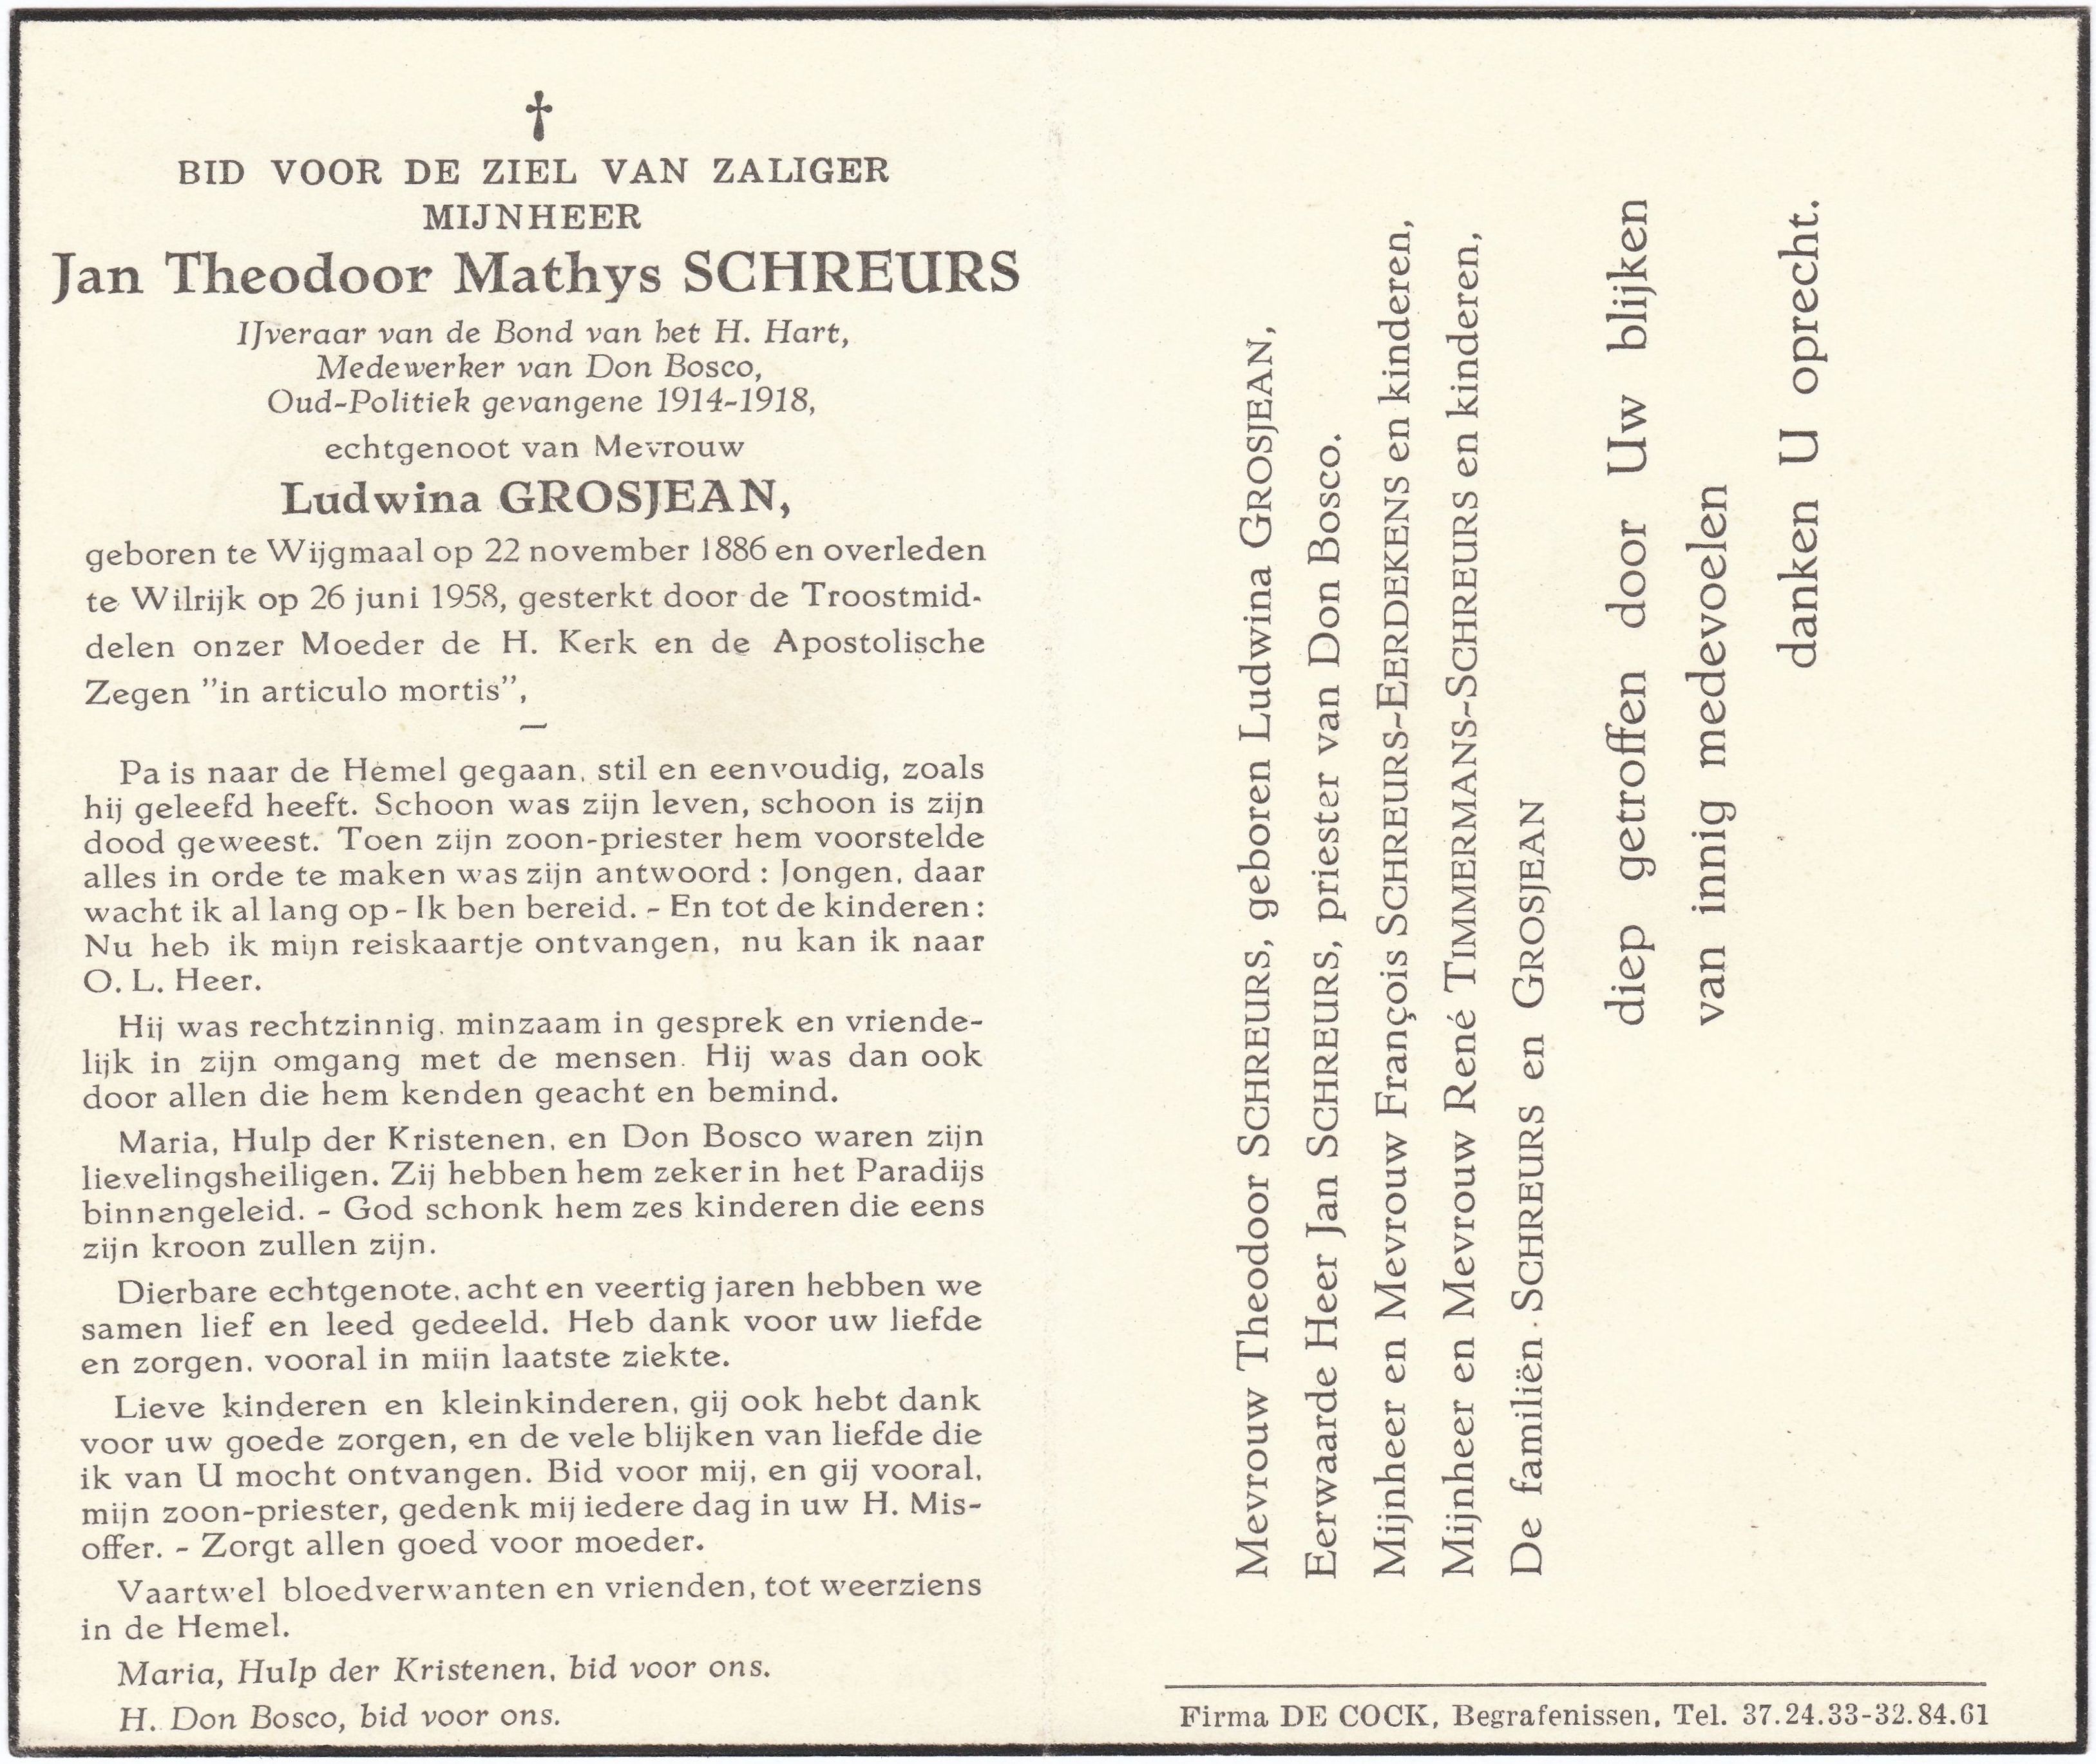 †
BID VOOR DE ZIEL VAN ZALIGER
MIJNHEER
Jan Theodoor Mathys SCHREURS
IJveraar van de Bond van het H. Hart,
Medewerker van Don Bosco,
Oud-Politiek gevangene 1914-1918,
echtgenoot van Mevrouw
Ludwina GROSJEAN,
geboren te Wijgmaal op 22 november 1886 en overleden
te Wilrijk op 26 juni 1958, gesterkt door de Troostmid-
delen onzer Moeder de H. Kerk en de Apostolische
Zegen "in articulo mortis",
—
Pa is naar de Hemel gegaan, stil en eenvoudig, zoals
hij geleefd heeft. Schoon was zijn leven, schoon is zijn
dood geweest. Toen zijn zoon-priester hem voorstelde
alles in orde te maken was zijn antwoord : Jongen, daar
wacht ik al lang op - Ik ben bereid. - En tot de kinderen :
Nu heb ik mijn reiskaartje ontvangen, nu kan ik naar
O. L. Heer.
Hij was rechtzinnig, minzaam in gesprek en vriende-
lijk in zijn omgang met de mensen. Hij was dan ook
door allen die hem kenden geacht en bemind.
Maria, Hulp der Kristenen, en Don Bosco waren zijn
lievelingsheiligen. Zij hebben hem zeker in het Paradijs
binnengeleid. - God schonk hem zes kinderen die eens
zijn kroon zullen zijn.
Dierbare echtgenote, acht en veertig jaren hebben we
samen lief en leed gedeeld. Heb dank voor uw liefde
en zorgen, vooral in mijn laatste ziekte.
Lieve kinderen en kleinkinderen, gij ook hebt dank
voor uw goede zorgen, en de vele blijken van liefde die
ik van U mocht ontvangen. Bid voor mij, en gij vooral,
mijn zoon-priester, gedenk mij iedere dag in uw H. Mis-
offer. - Zorgt allen goed voor moeder.
Vaartwel bloedverwanten en vrienden, tot weerziens
in de Hemel.
Maria, Hulp der Kristenen, bid voor ons.
H. Don Bosco, bid voor ons.
Mevrouw Theodoor SCHREURS, geboren Ludwina GROSJEAN,
Eerwaarde Heer Jan SCHREURS, priester van Don Bosco.
Mijnheer en Mevrouw François SCHREURS-EERDEKENS en kinderen,
Mijnheer en Mevrouw René TIMMERMANS-SCHREURS en kinderen,
De familiën SCHREURS en GROSJEAN
diep getroffen door Uw blijken
van innig medevoelen
danken U oprecht.
Firma DE COCK, Begrafenissen, Tel. 37.24.33-32.84.61